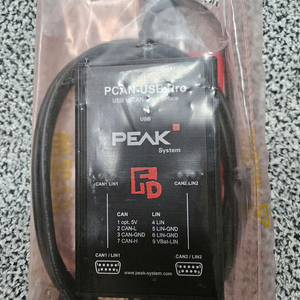 PCAN-USB Pro
USB
PEAK
System
FD
CAN1 LIN1
CAN2 LIN2
CAN LIN
1 opt. 5V 4 LIN
2 CAN-L 5 LIN-GND
3 CAN-GND 6 LIN-GND
7 CAN-H 9 VBat-LIN
CAN1 / LIN1
CAN2 / LIN2
www.peak-system.com